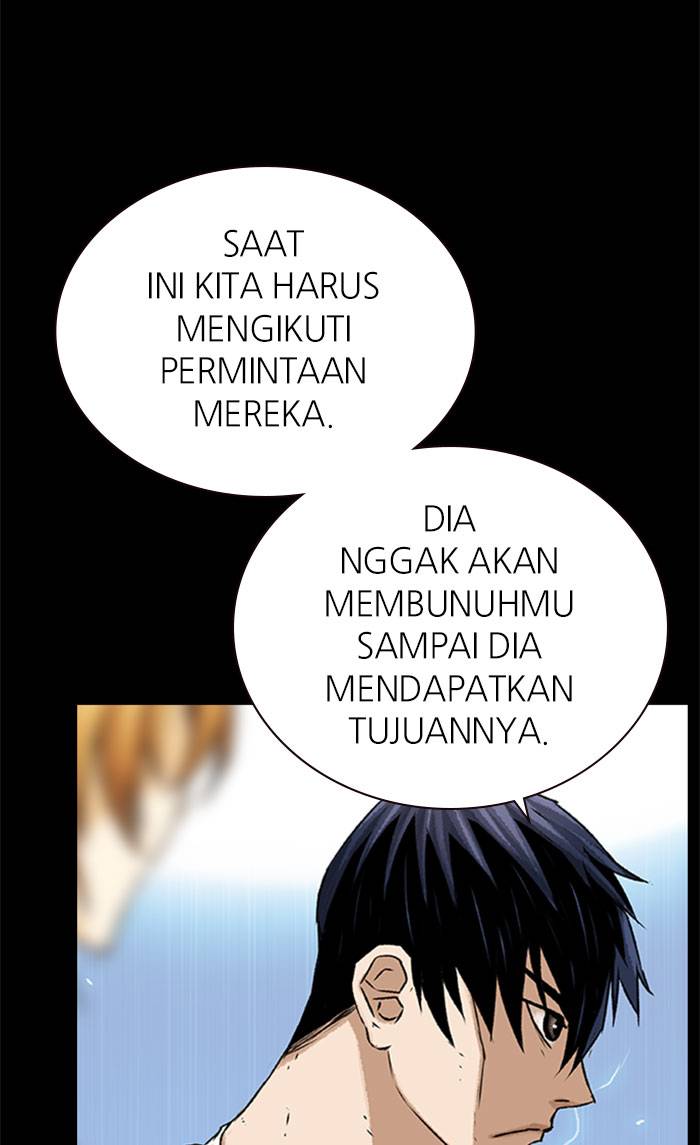 SAAT
INI KITA HARUS
MENGIKUTI
PERMINTAAN
MEREKA.
DIA
NGGAK AKAN
MEMBUNUHMU
SAMPAI DIA
MENDAPATKAN
TUJUANNYA.